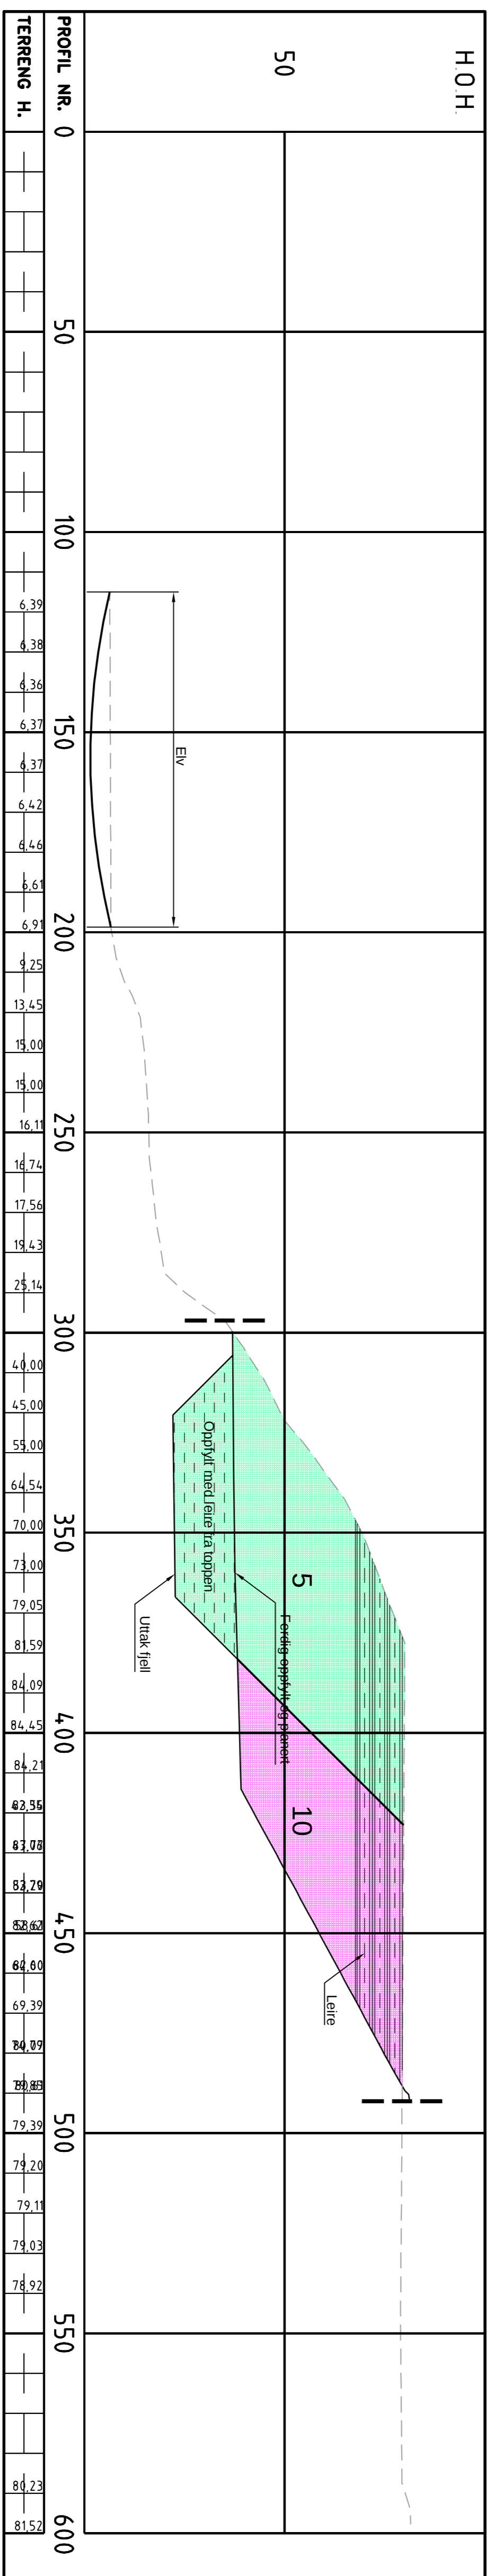 H.O.H.
50
Elv
Oppfylt med leire fra toppen
5
Ferdig oppfylt og planert
Uttak fjell
10
Leire
PROFIL NR. 0 50 100 150 200 250 300 350 400 450 500 550 600
TERRENG H. 6,39 6,38 6,36 6,37 6,37 6,42 6,46 6,61 6,91 9,25 13,45 15,00 15,00 16,11 16,74 17,56 19,43 25,14 40,00 45,00 55,00 64,54 70,00 73,00 79,05 81,59 84,09 84,45 84,21 69,39 79,39 79,20 79,11 79,03 78,92 80,23 81,52